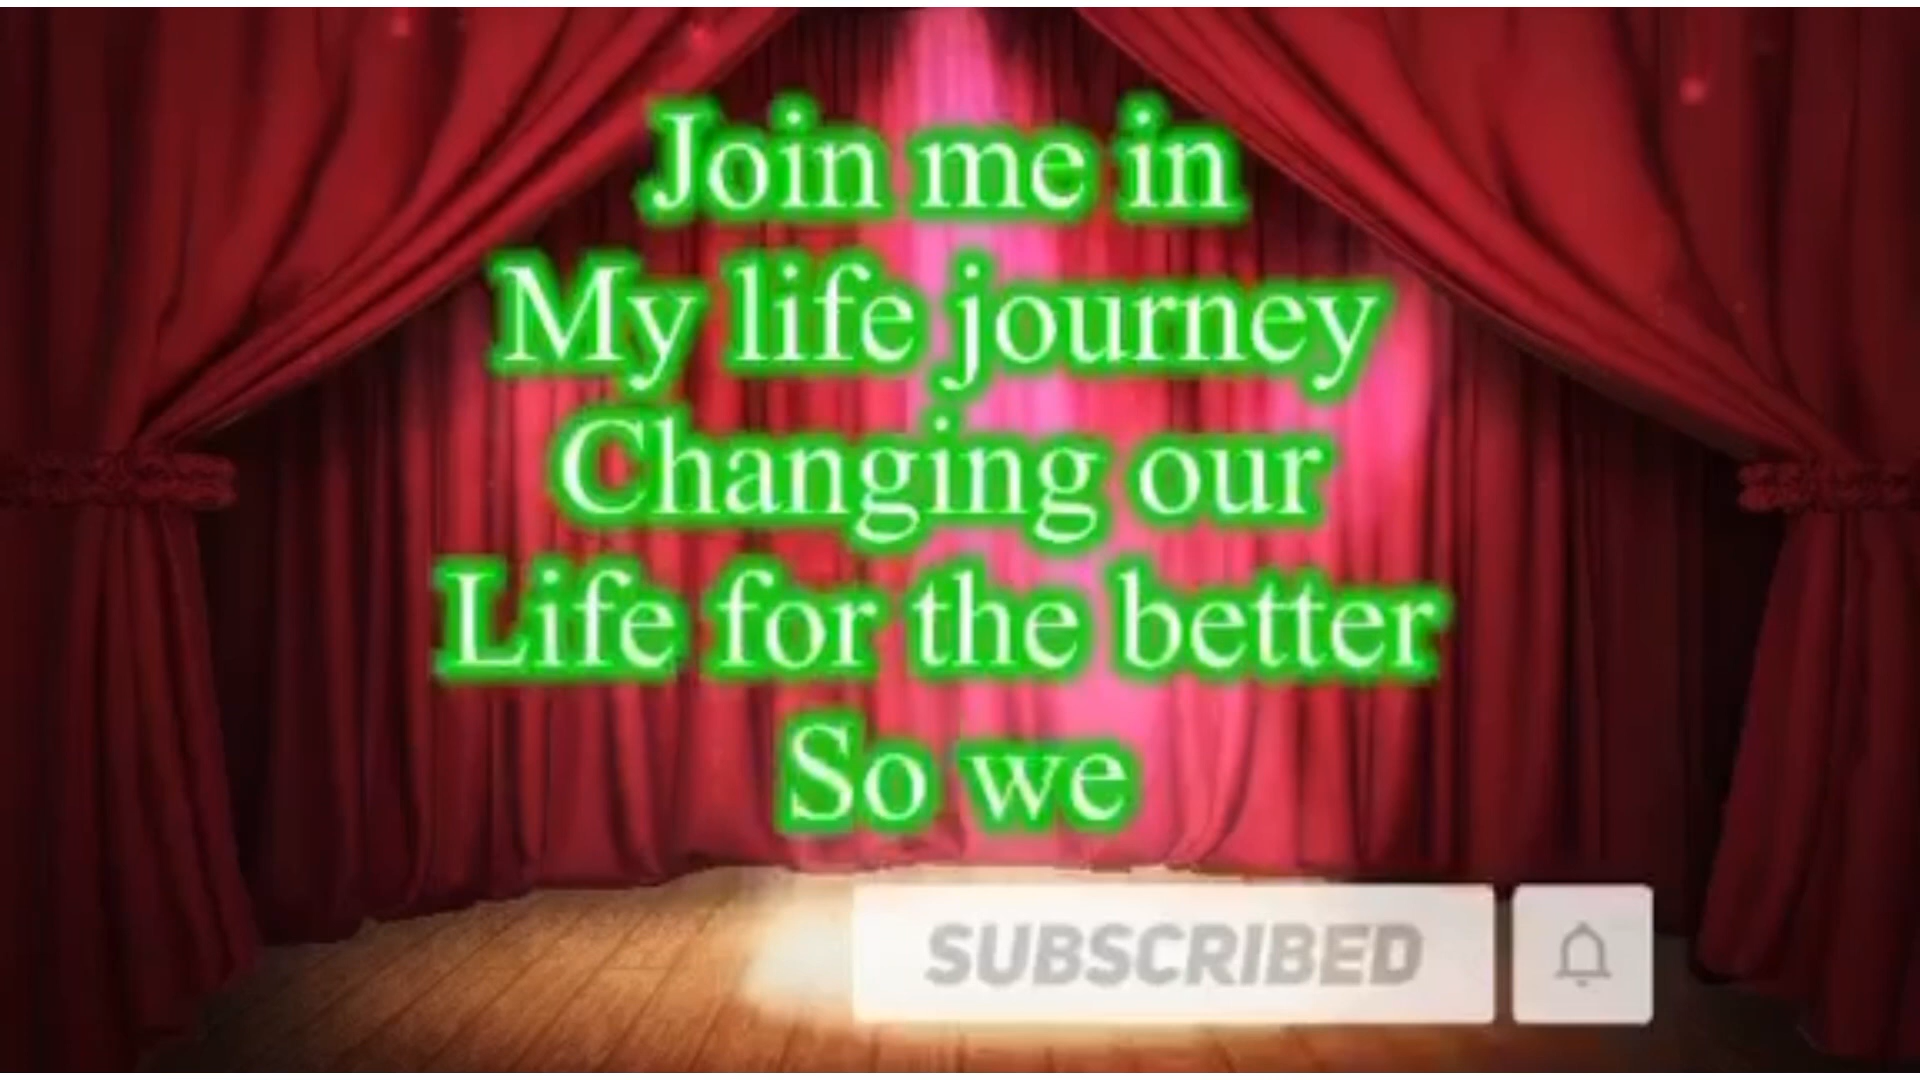 Join me in
My life journey
Changing our
Life for the better
So we
SUBSCRIBED